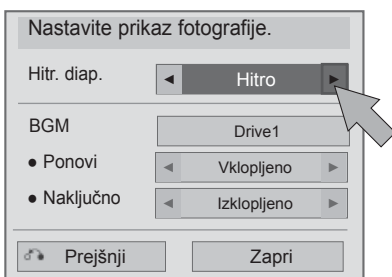 Nastavite prikaz fotografije.
Hitr. diap. ◄ Hitro ►
BGM Drive1
● Ponovi ◄ Vklopljeno ►
● Naključno ◄ Izklopljeno ►
Prejšnji Zapri